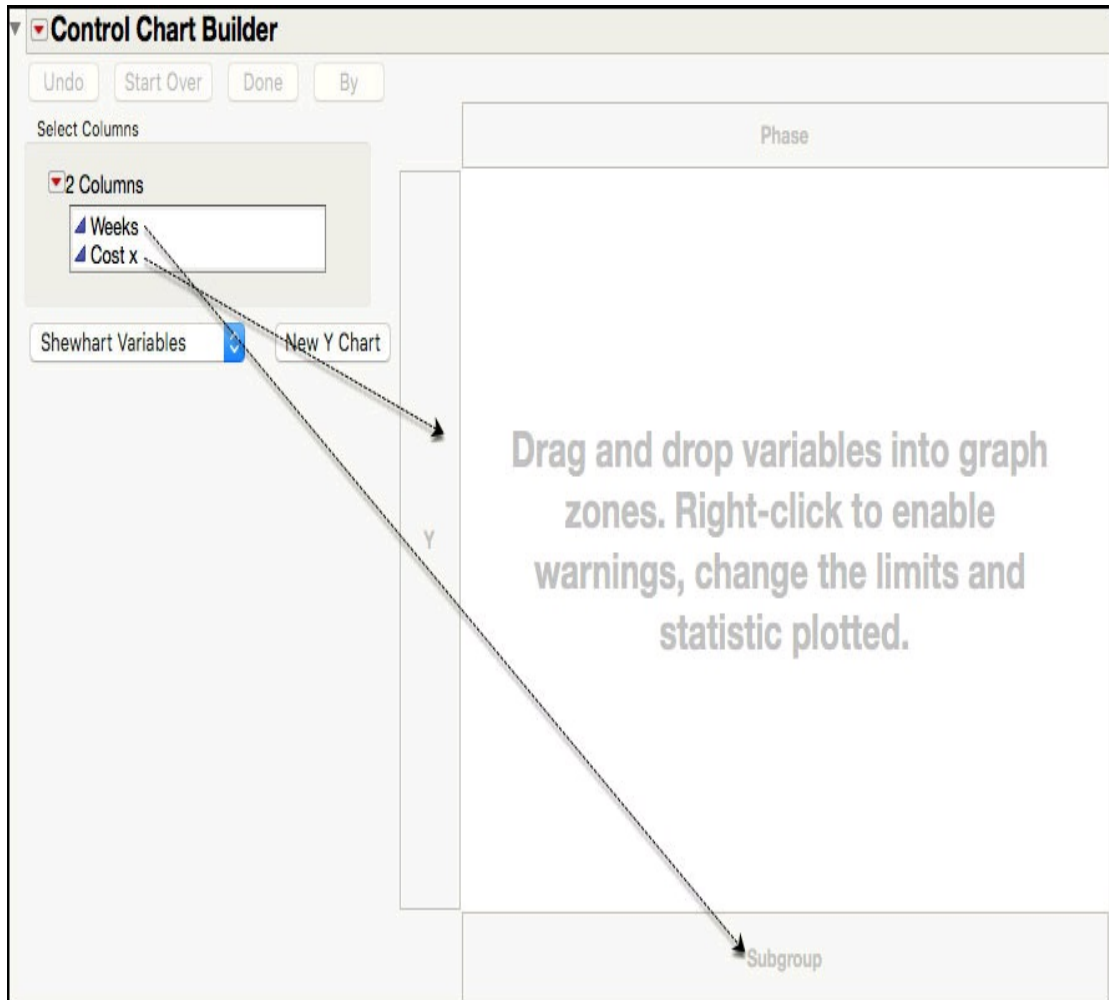 Control Chart Builder
Undo Start Over Done By
Select Columns
2 Columns
Weeks
Cost x
Shewhart Variables New Y Chart
Phase
Y
Drag and drop variables into graph
zones. Right-click to enable
warnings, change the limits and
statistic plotted.
Subgroup